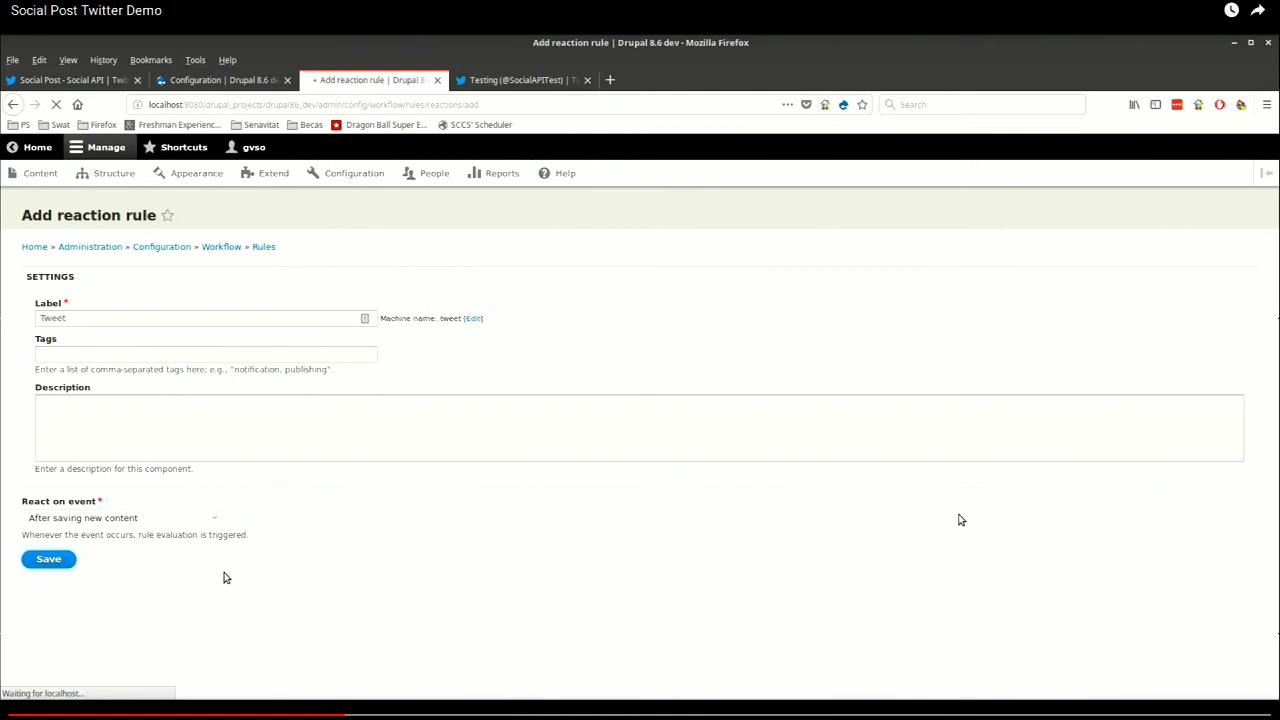 Social Post Twitter Demo
Add reaction rule | Drupal 8.6 dev - Mozilla Firefox
File Edit View History Bookmarks Tools Help
Social Post - Social API | Twit Configuration | Drupal 8.6 de Add reaction rule | Drupal 8 Testing (@SocialAPITest) | T
localhost:8080/drupal_projects/drupal86_dev/admin/config/workflow/rules/reactions/add Search
PS Swat Firefox Freshman Experienc... Senavitat Becas Dragon Ball Super E... SCCS' Scheduler
Home Manage Shortcuts gvso
Content Structure Appearance Extend Configuration People Reports Help
Add reaction rule
Home » Administration » Configuration » Workflow » Rules
SETTINGS
Label *
Tweet Machine name: tweet [Edit]
Tags
Enter a list of comma-separated tags here; e.g., "notification, publishing".
Description
Enter a description for this component.
React on event *
After saving new content
Whenever the event occurs, rule evaluation is triggered.
Save
Waiting for localhost...